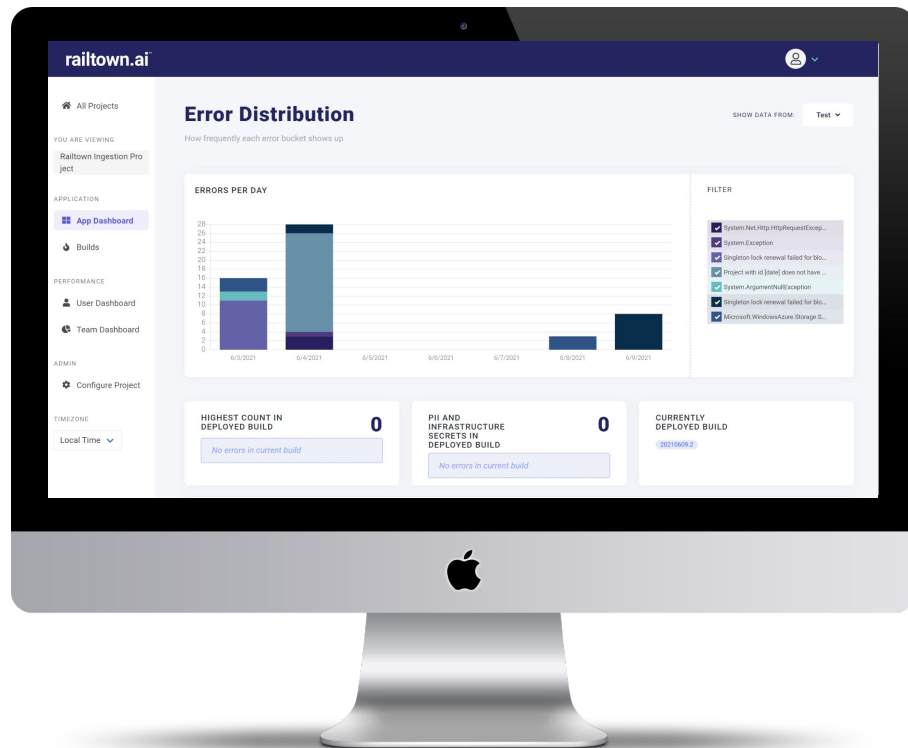 railtown.ai
All Projects
YOU ARE VIEWING
Railtown Ingestion Pro
ject
APPLICATION
App Dashboard
Builds
PERFORMANCE
User Dashboard
Team Dashboard
ADMIN
Configure Project
TIMEZONE
Local Time
Error Distribution
How frequently each error bucket shows up
SHOW DATA FROM: Test
ERRORS PER DAY
28
26
24
22
20
18
16
14
12
10
8
6
4
2
0
6/3/2021 6/4/2021 6/5/2021 6/6/2021 6/7/2021 6/8/2021 6/9/2021
FILTER
System.Net.Http.HttpRequestExcep...
System.Exception
Singleton lock renewal failed for blo...
Project with id [date] does not have ...
System.ArgumentNullException
Singleton lock renewal failed for blo...
Microsoft.WindowsAzure.Storage.S...
HIGHEST COUNT IN
DEPLOYED BUILD
0
No errors in current build
PII AND
INFRASTRUCTURE
SECRETS IN
DEPLOYED BUILD
0
No errors in current build
CURRENTLY
DEPLOYED BUILD
20210609.2